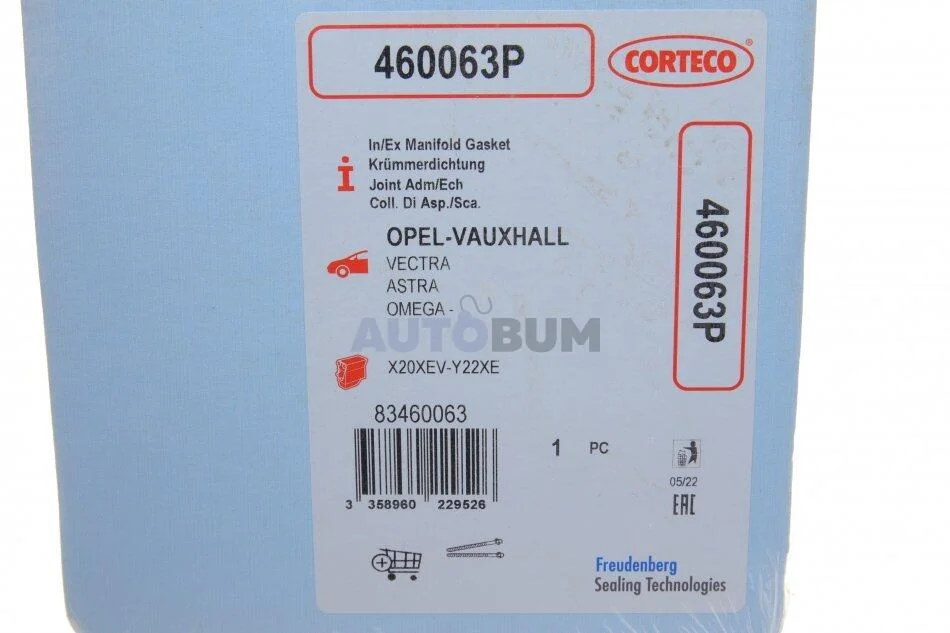 460063P
CORTECO®
In/Ex Manifold Gasket
Krümmerdichtung
Joint Adm/Ech
Coll. Di Asp./Sca.
460063P
OPEL-VAUXHALL
VECTRA
ASTRA
OMEGA -
AUTOBUM
X20XEV-Y22XE
83460063
1 PC
3 358960 229526
05/22
EAC
Freudenberg
Sealing Technologies